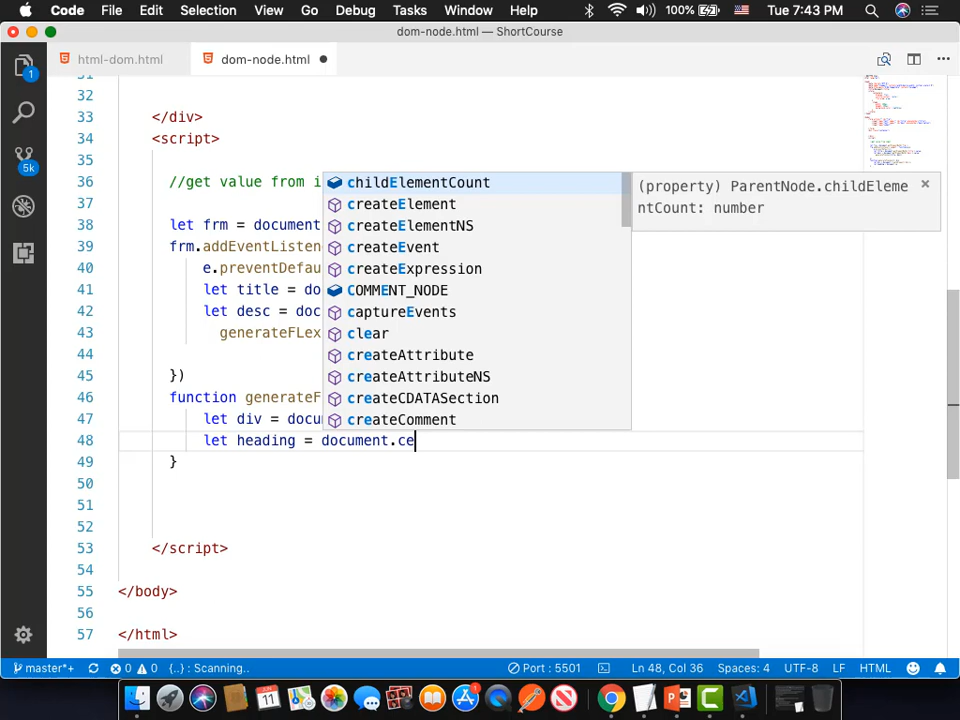 Code File Edit Selection View Go Debug Tasks Window Help 100% Tue 7:43 PM
dom-node.html — ShortCourse
html-dom.html dom-node.html
1
5k
31
32
33 </div>
34 <script>
35
36 //get value from i
37
38 let frm = document
39 frm.addEventListen
40 e.preventDefau
41 let title = do
42 let desc = doc
43 generateFLex
44
45 })
46 function generateF
47 let div = docu
48 let heading = document.ce
49 }
50
51
52
53 </script>
54
55 </body>
56
57 </html>
childElementCount
createElement
createElementNS
createEvent
createExpression
COMMENT_NODE
captureEvents
clear
createAttribute
createAttributeNS
createCDATASection
createComment
(property) ParentNode.childEleme
ntCount: number
master*+ 0 0 {..} : Scanning.. Port : 5501 Ln 48, Col 36 Spaces: 4 UTF-8 LF HTML